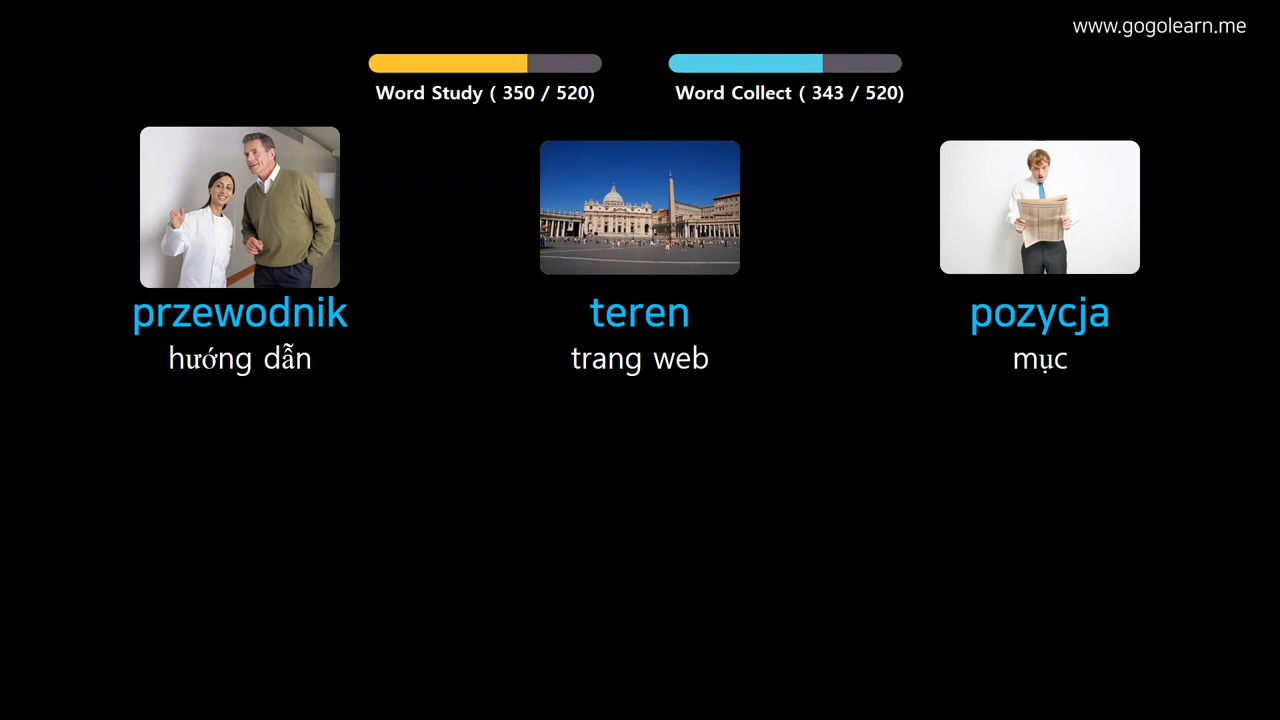 www.gogolearn.me
Word Study ( 350 / 520)
Word Collect ( 343 / 520)
przewodnik
hướng dẫn
teren
trang web
pozycja
mục